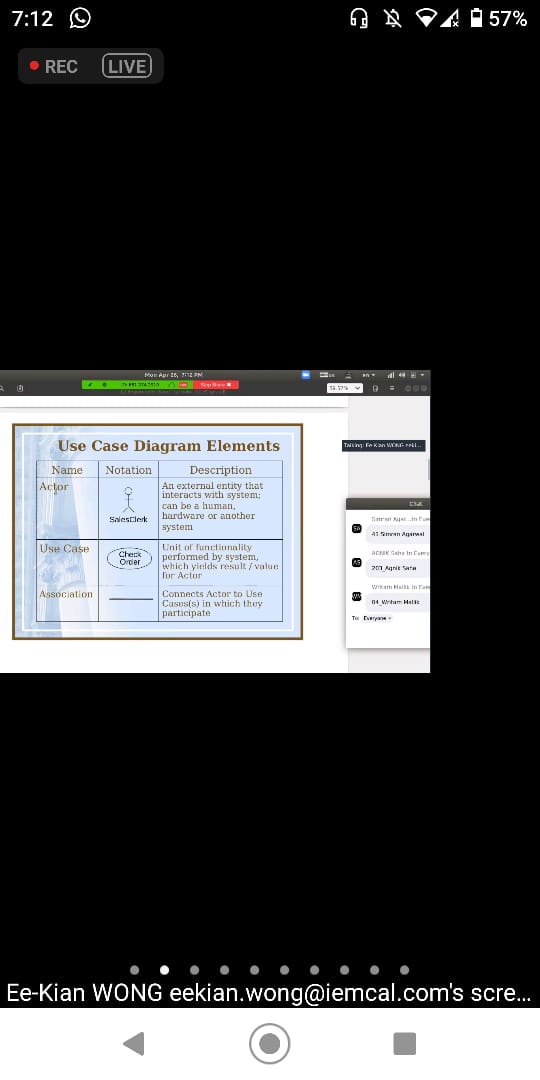 7:12
57%
REC LIVE
Mon Apr 26, 7:12 PM
Stop Share
59.57%
Talking: Ee-Kian WONG eeki...
Use Case Diagram Elements
Name Notation Description
Actor
SalesClerk
An external entity that
interacts with system;
can be a human,
hardware or another
system
Use Case
Check
Order
Unit of functionality
performed by system,
which yields result / value
for Actor
Association
Connects Actor to Use
Cases(s) in which they
participate
Chat
Simran Agar...to Eve
SA
41 Simran Agarwal
AGNIK Saha to Every
AS
203_Agnik Saha
Writam Mallik to Eve
WM
04_Writam Mallik
To: Everyone
Ee-Kian WONG eekian.wong@iemcal.com's scre...